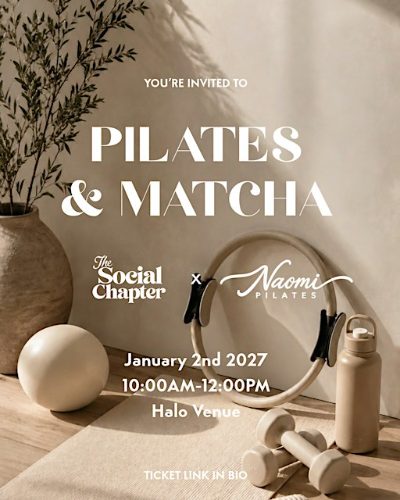 YOU'RE INVITED TO
PILATES
& MATCHA
The
Social
Chapter
x
Naomi
PILATES
January 2nd 2027
10:00AM-12:00PM
Halo Venue
TICKET LINK IN BIO